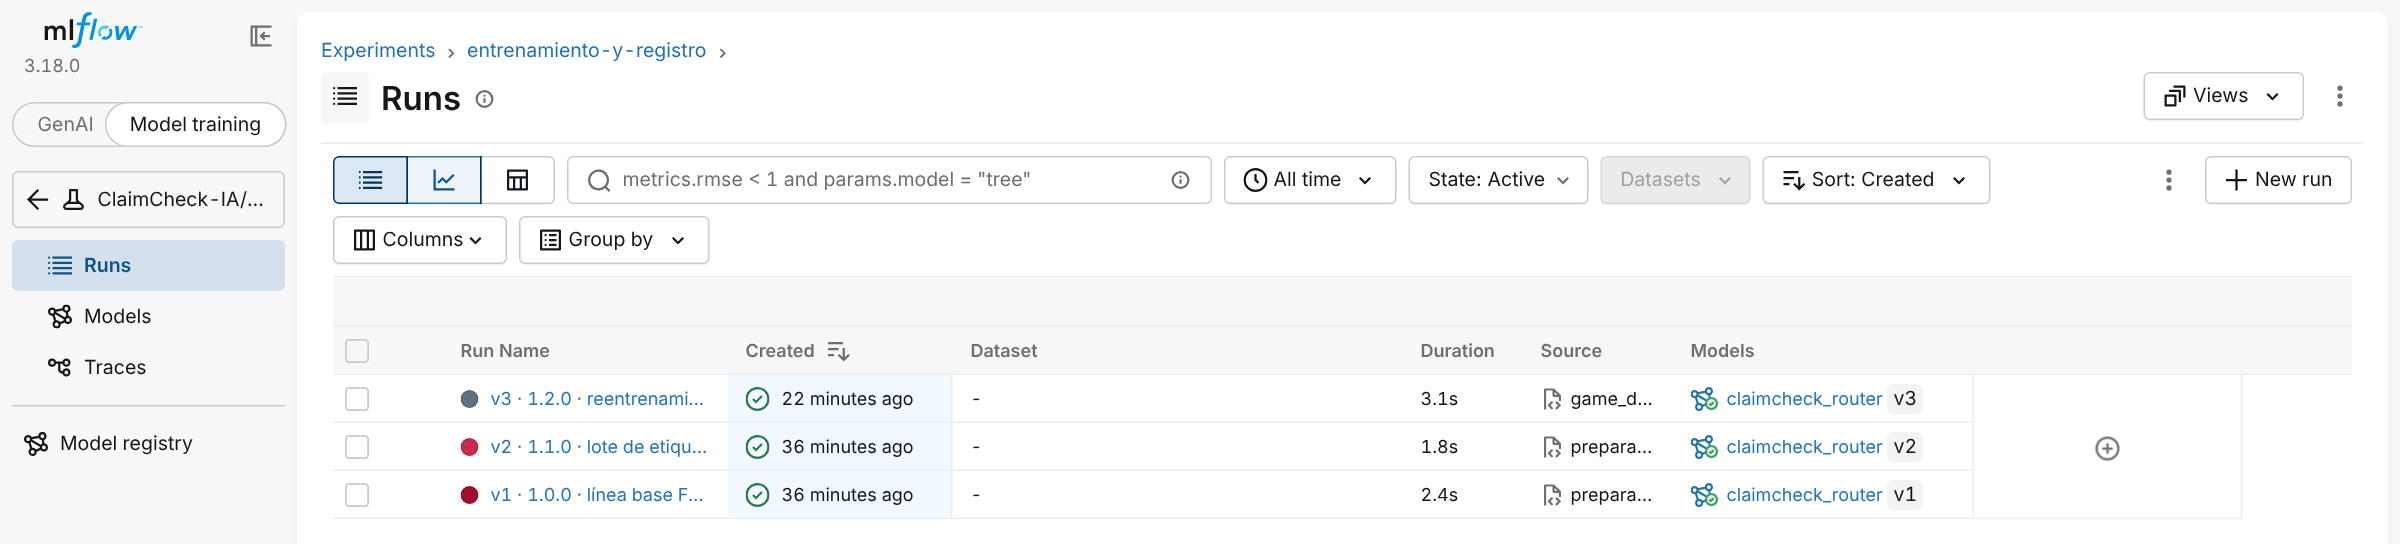 mlflow
3.18.0
GenAI
Model training
ClaimCheck-IA/...
Runs
Models
Traces
Model registry
Experiments › entrenamiento-y-registro ›
Runs
Views
metrics.rmse < 1 and params.model = "tree"
All time
State: Active
Datasets
Sort: Created
New run
Columns
Group by
Run Name Created Dataset Duration Source Models
v3 · 1.2.0 · reentrenami... 22 minutes ago - 3.1s game_d... claimcheck_router v3
v2 · 1.1.0 · lote de etiqu... 36 minutes ago - 1.8s prepara... claimcheck_router v2
v1 · 1.0.0 · línea base F... 36 minutes ago - 2.4s prepara... claimcheck_router v1